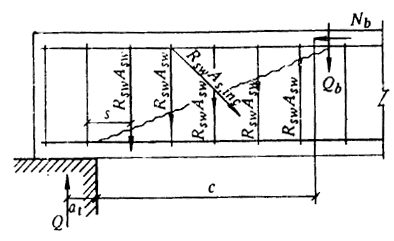 N_b
R_sw A_sw
R_sw A_sw
R_sw A_s,inc
R_sw A_sw
R_sw A_sw
R_sw A_sw
Q_b
s
c
Q
a_1